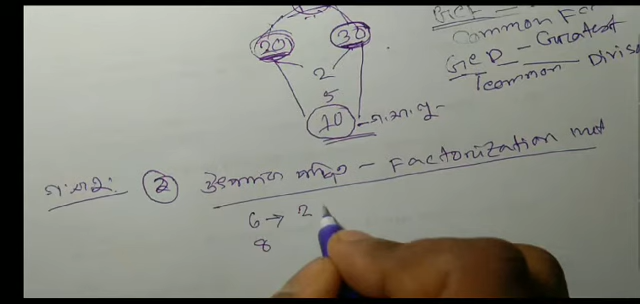 20
30
2
5
10
গ.সা.গু
Common Fa
GCD - Greatest
Common Divis
গ.সা.গু. ② উৎপাদক পদ্ধতি - Factorization met
6 → 2
8